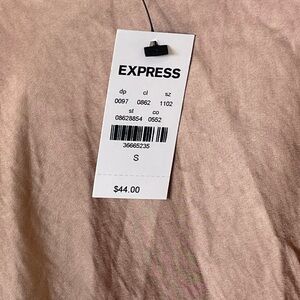 EXPRESS
dp cl sz
0097 0862 1102
st co
08628854 0552
36665235
S
$44.00